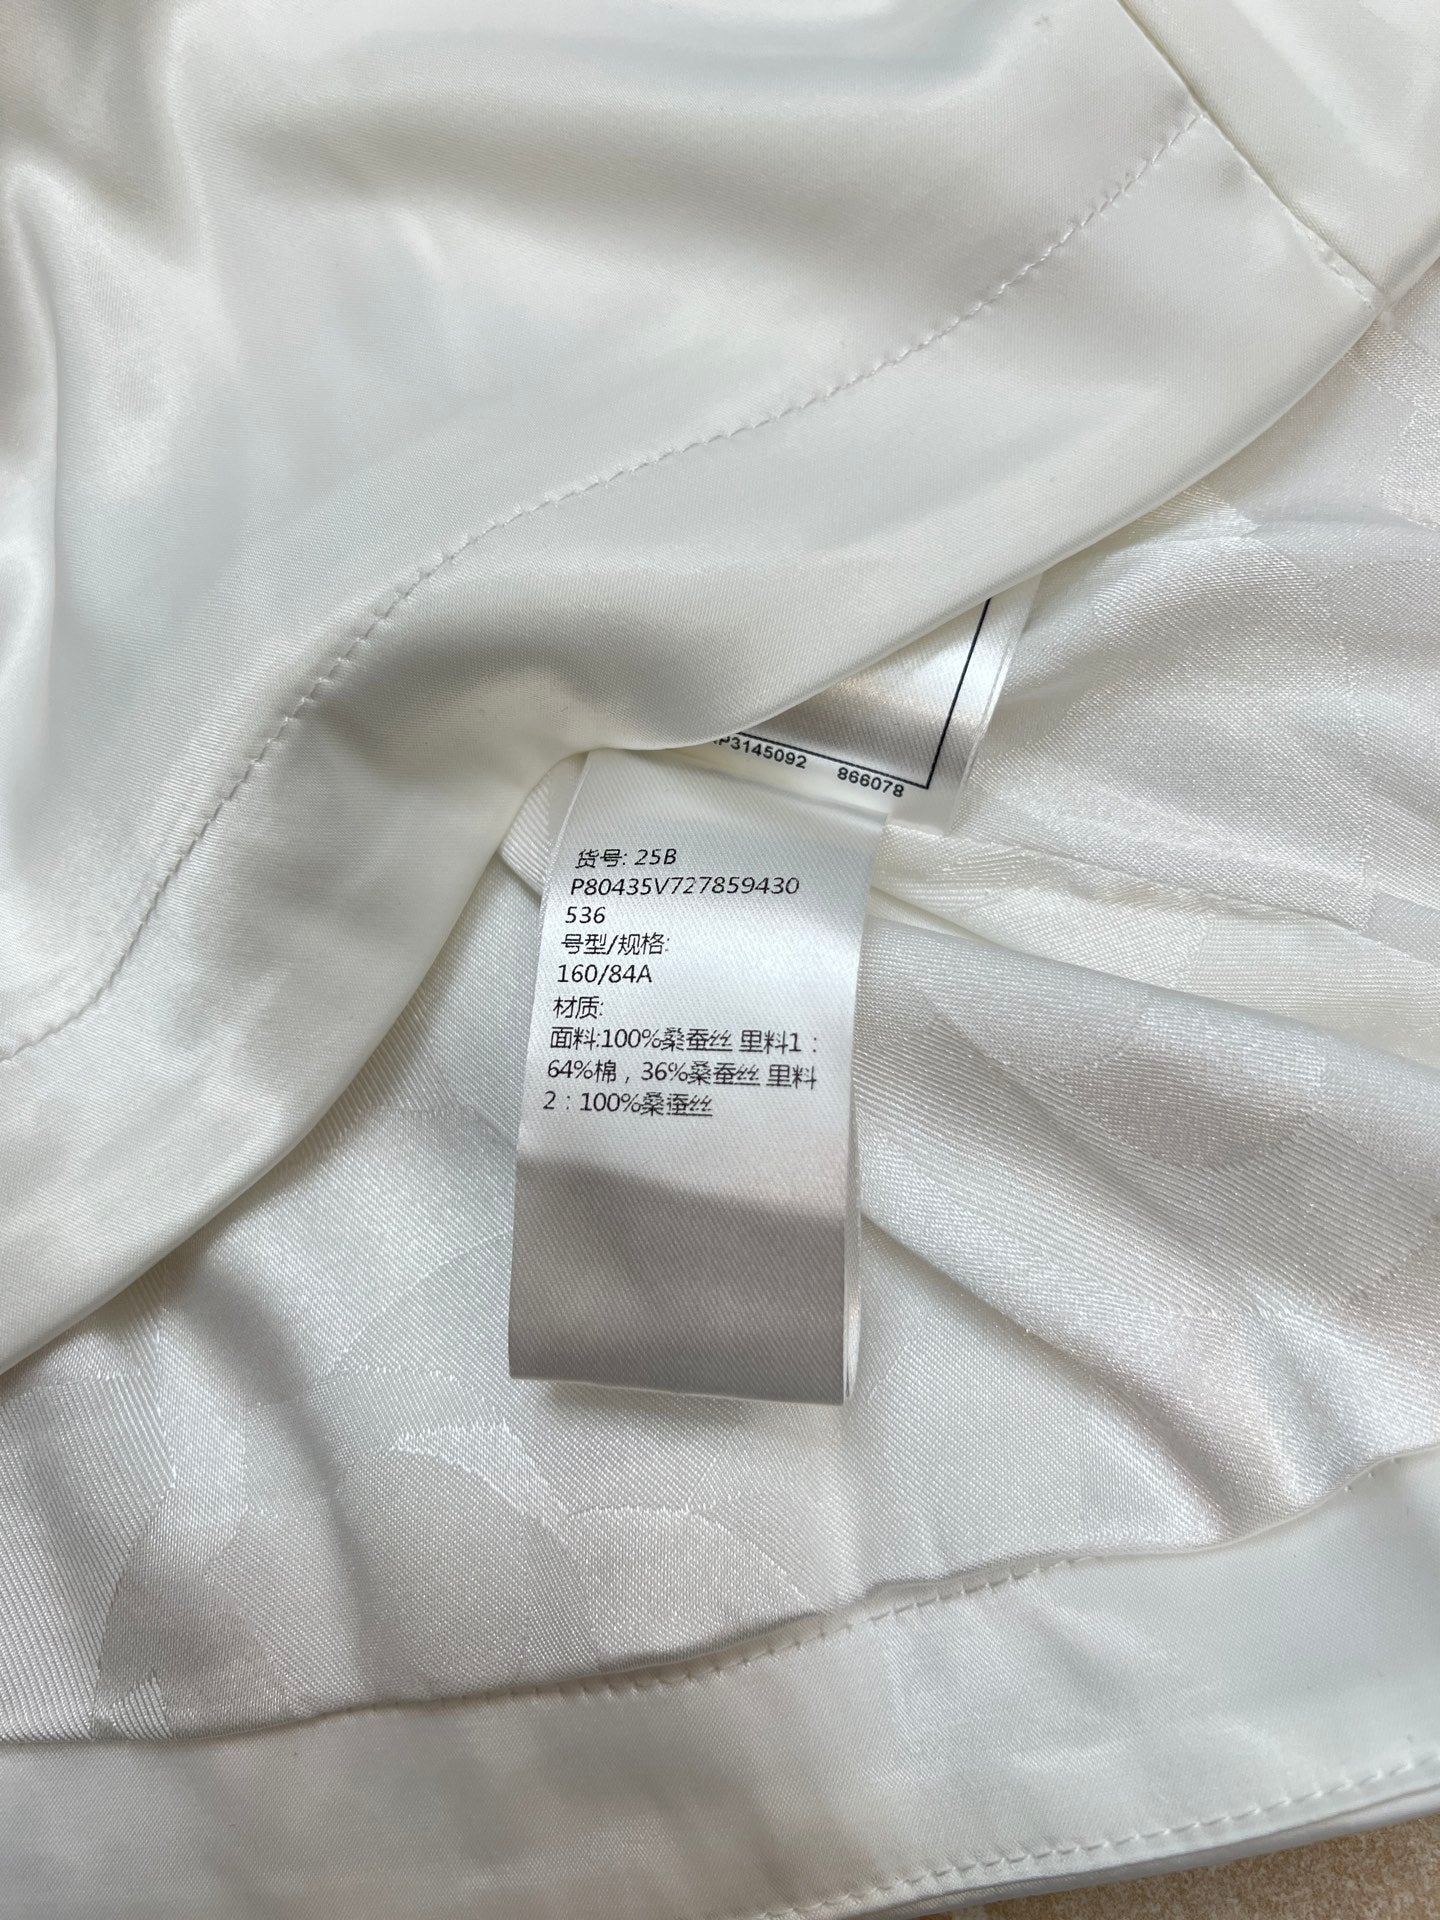 P3145092 866078
货号: 25B
P80435V727859430
536
号型/规格:
160/84A
材质:
面料:100%桑蚕丝 里料1：
64%棉，36%桑蚕丝 里料
2：100%桑蚕丝